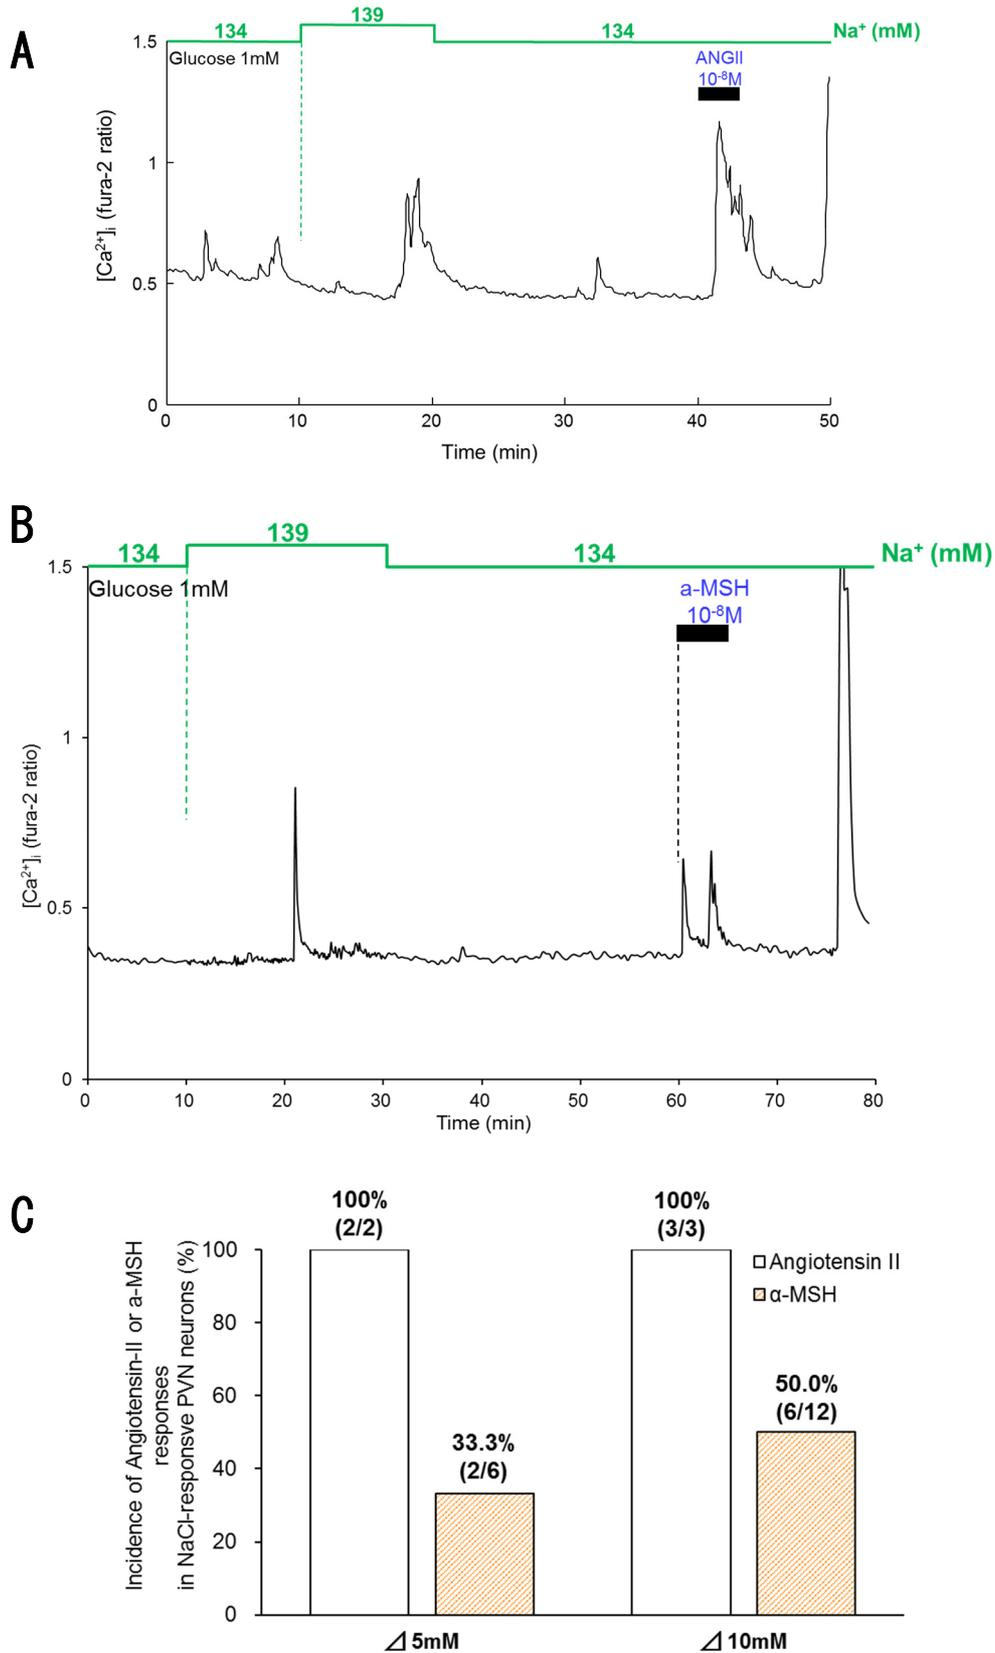 A
134
139
134
Na⁺ (mM)
1.5
Glucose 1mM
ANGII
10⁻⁸M
1
0.5
0
[Ca²⁺]ᵢ (fura-2 ratio)
0 10 20 30 40 50
Time (min)
B
134
139
134
Na⁺ (mM)
1.5
Glucose 1mM
a-MSH
10⁻⁸M
1
0.5
0
[Ca²⁺]ᵢ (fura-2 ratio)
0 10 20 30 40 50 60 70 80
Time (min)
C
Incidence of Angiotensin-II or a-MSH
responses
in NaCl-responsve PVN neurons (%)
100
80
60
40
20
0
100%
(2/2)
33.3%
(2/6)
100%
(3/3)
50.0%
(6/12)
Angiotensin II
α-MSH
⊿5mM
⊿10mM